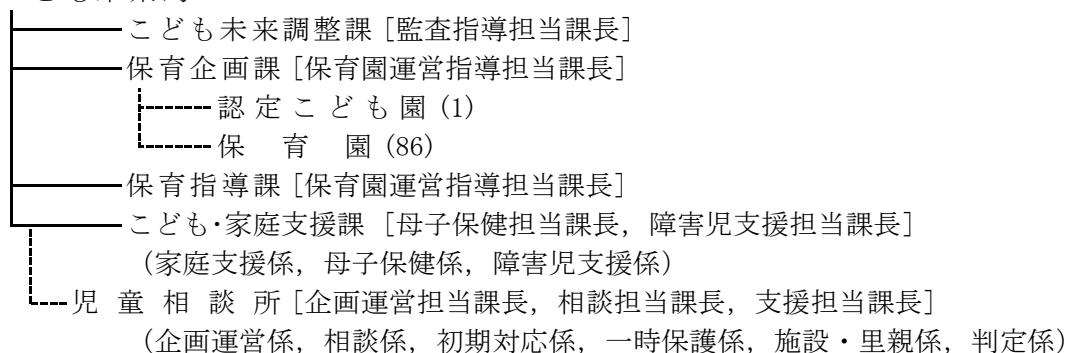 こども未来調整課 [監査指導担当課長]
保育企画課 [保育園運営指導担当課長]
認定こども園 (1)
保育園 (86)
保育指導課 [保育園運営指導担当課長]
こども・家庭支援課 [母子保健担当課長，障害児支援担当課長]
（家庭支援係，母子保健係，障害児支援係）
児童相談所 [企画運営担当課長，相談担当課長，支援担当課長]
（企画運営係，相談係，初期対応係，一時保護係，施設・里親係，判定係）